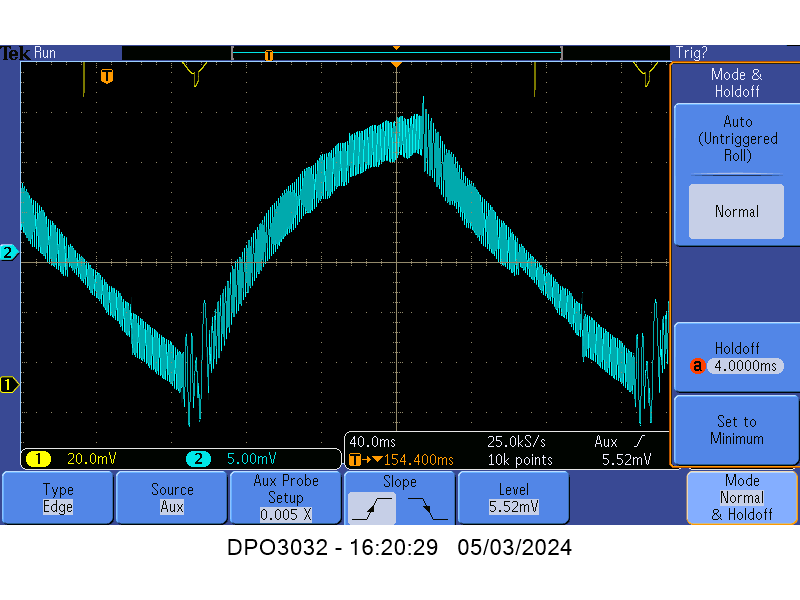 Tek Run
Trig?
T
T
Mode &
Holdoff
Auto
(Untriggered
Roll)
Normal
2
1
Holdoff
a 4.0000ms
Set to
Minimum
1 20.0mV
2 5.00mV
40.0ms 25.0kS/s Aux
T 154.400ms 10k points 5.52mV
Type
Edge
Source
Aux
Aux Probe
Setup
0.005 X
Slope
Level
5.52mV
Mode
Normal
& Holdoff
DPO3032 - 16:20:29 05/03/2024